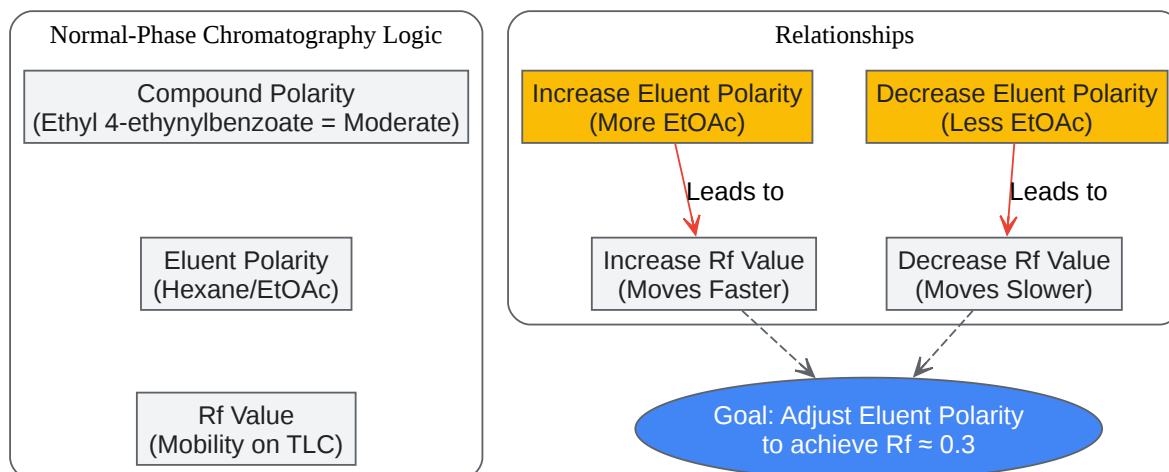 Normal-Phase Chromatography Logic
Compound Polarity
(Ethyl 4-ethynylbenzoate = Moderate)
Eluent Polarity
(Hexane/EtOAc)
Rf Value
(Mobility on TLC)
Relationships
Increase Eluent Polarity
(More EtOAc)
Decrease Eluent Polarity
(Less EtOAc)
Leads to
Leads to
Increase Rf Value
(Moves Faster)
Decrease Rf Value
(Moves Slower)
Goal: Adjust Eluent Polarity
to achieve Rf ≈ 0.3